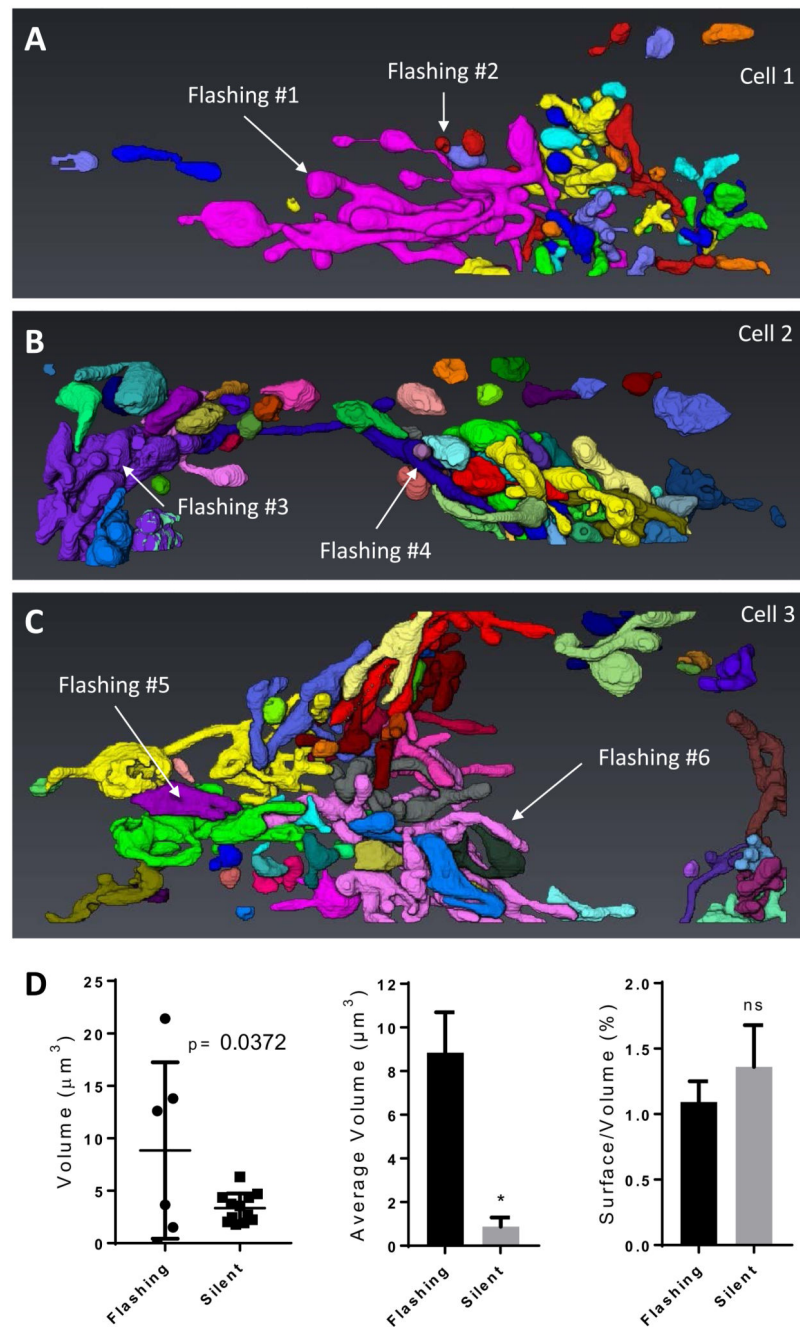 A
Cell 1
Flashing #1
Flashing #2
B
Cell 2
Flashing #3
Flashing #4
C
Cell 3
Flashing #5
Flashing #6
D
Volume (µm³)
25
20
15
10
5
0
p= 0.0372
Flashing
Silent
Average Volume (µm³)
12
10
8
6
4
2
0
*
Flashing
Silent
Surface/Volume (%)
2.0
1.5
1.0
0.5
0.0
ns
Flashing
Silent